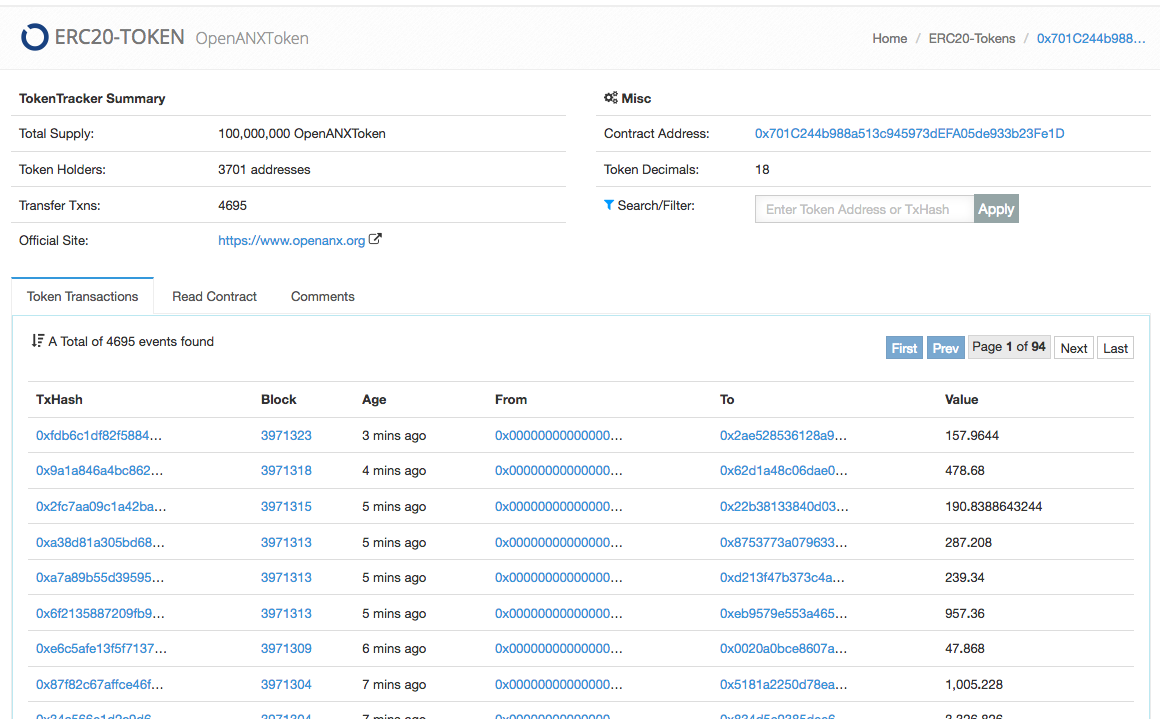 ERC20-TOKEN OpenANXToken
Home / ERC20-Tokens / 0x701C244b988...
TokenTracker Summary
Total Supply: 100,000,000 OpenANXToken
Token Holders: 3701 addresses
Transfer Txns: 4695
Official Site: https://www.openanx.org
Misc
Contract Address: 0x701C244b988a513c945973dEFA05de933b23Fe1D
Token Decimals: 18
Search/Filter: Enter Token Address or TxHash Apply
Token Transactions Read Contract Comments
A Total of 4695 events found
First Prev Page 1 of 94 Next Last
TxHash Block Age From To Value
0xfdb6c1df82f5884... 3971323 3 mins ago 0x00000000000000... 0x2ae528536128a9... 157.9644
0x9a1a846a4bc862... 3971318 4 mins ago 0x00000000000000... 0x62d1a48c06dae0... 478.68
0x2fc7aa09c1a42ba... 3971315 5 mins ago 0x00000000000000... 0x22b38133840d03... 190.8388643244
0xa38d81a305bd68... 3971313 5 mins ago 0x00000000000000... 0x8753773a079633... 287.208
0xa7a89b55d39595... 3971313 5 mins ago 0x00000000000000... 0xd213f47b373c4a... 239.34
0x6f2135887209fb9... 3971313 5 mins ago 0x00000000000000... 0xeb9579e553a465... 957.36
0xe6c5afe13f5f7137... 3971309 6 mins ago 0x00000000000000... 0x0020a0bce8607a... 47.868
0x87f82c67affce46f... 3971304 7 mins ago 0x00000000000000... 0x5181a2250d78ea... 1,005.228
3971304 7 mins ago 0x00000000000000...